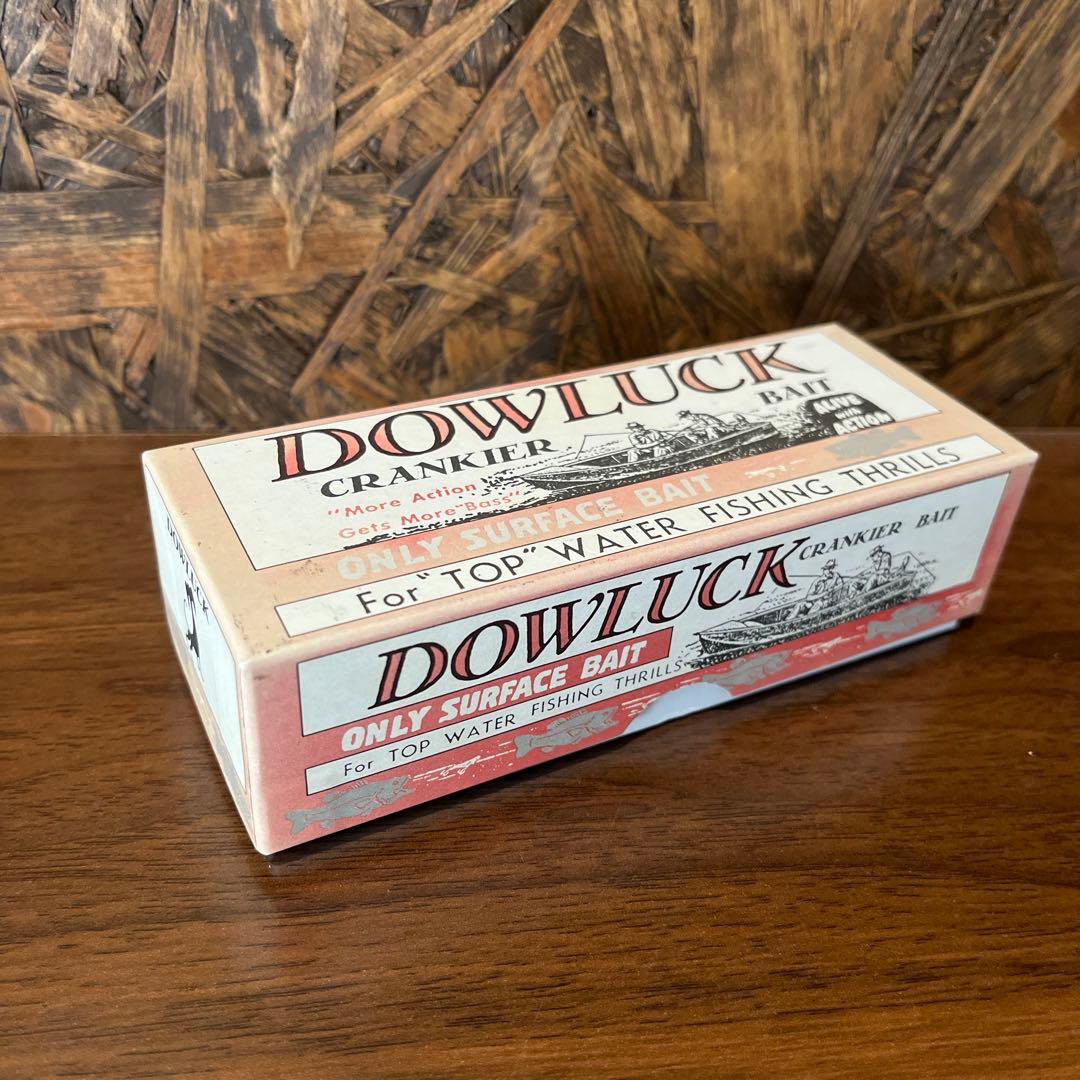 DOWLUCK
CRANKIER BAIT
"More Action
Gets More Bass"
ALIVE
with
ACTION
ONLY SURFACE BAIT
For "TOP" WATER FISHING THRILLS
DOWLUCK CRANKIER BAIT
ONLY SURFACE BAIT
For TOP WATER FISHING THRILLS
DOWLUCK